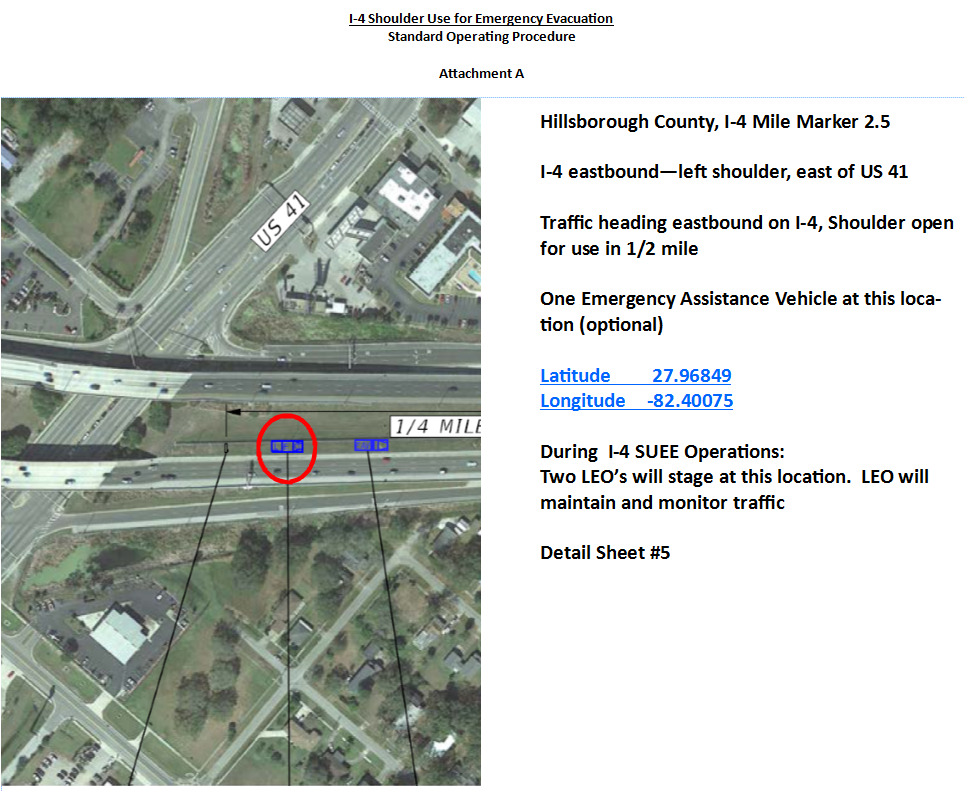 I-4 Shoulder Use for Emergency Evacuation
Standard Operating Procedure
Attachment A
Hillsborough County, I-4 Mile Marker 2.5
I-4 eastbound—left shoulder, east of US 41
Traffic heading eastbound on I-4, Shoulder open
for use in 1/2 mile
One Emergency Assistance Vehicle at this loca-
tion (optional)
Latitude 27.96849
Longitude -82.40075
During I-4 SUEE Operations:
Two LEO’s will stage at this location. LEO will
maintain and monitor traffic
Detail Sheet #5
US 41
1/4 MILE